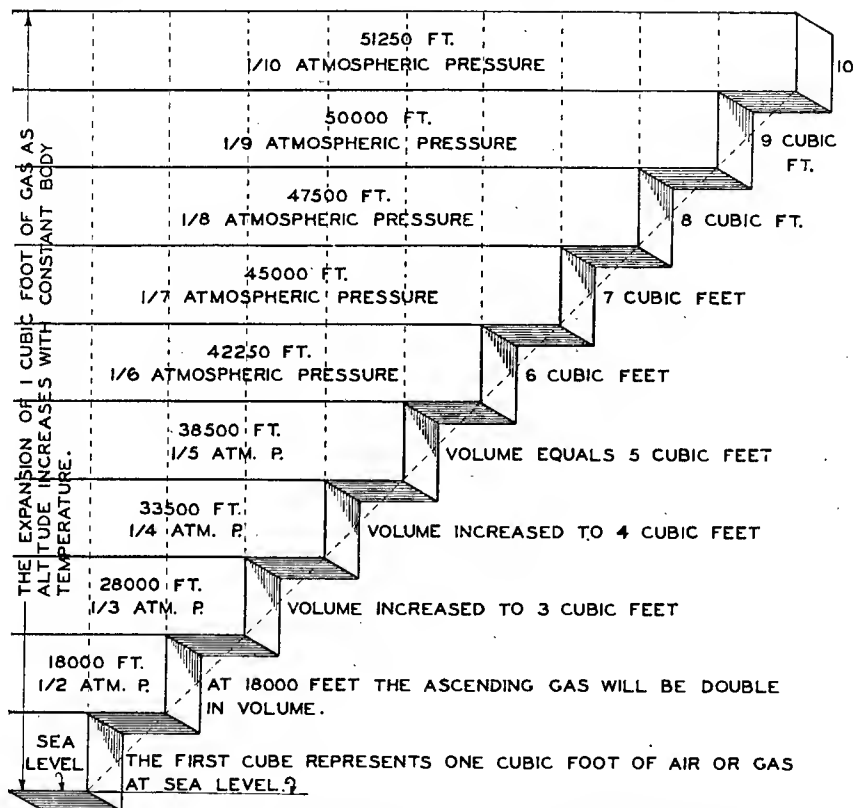 51250 FT.
1/10 ATMOSPHERIC PRESSURE
10
50000 FT.
1/9 ATMOSPHERIC PRESSURE
9 CUBIC
FT.
47500 FT.
1/8 ATMOSPHERIC PRESSURE
8 CUBIC FT.
45000 FT.
1/7 ATMOSPHERIC PRESSURE
7 CUBIC FEET
42250 FT.
1/6 ATMOSPHERIC PRESSURE
6 CUBIC FEET
38500 FT.
1/5 ATM. P.
VOLUME EQUALS 5 CUBIC FEET
33500 FT.
1/4 ATM. P.
VOLUME INCREASED TO 4 CUBIC FEET
28000 FT.
1/3 ATM. P.
VOLUME INCREASED TO 3 CUBIC FEET
18000 FT.
1/2 ATM. P.
AT 18000 FEET THE ASCENDING GAS WILL BE DOUBLE
IN VOLUME.
SEA
LEVEL
THE FIRST CUBE REPRESENTS ONE CUBIC FOOT OF AIR OR GAS
AT SEA LEVEL.
THE EXPANSION OF 1 CUBIC FOOT OF GAS AS
ALTITUDE INCREASES WITH CONSTANT BODY
TEMPERATURE.